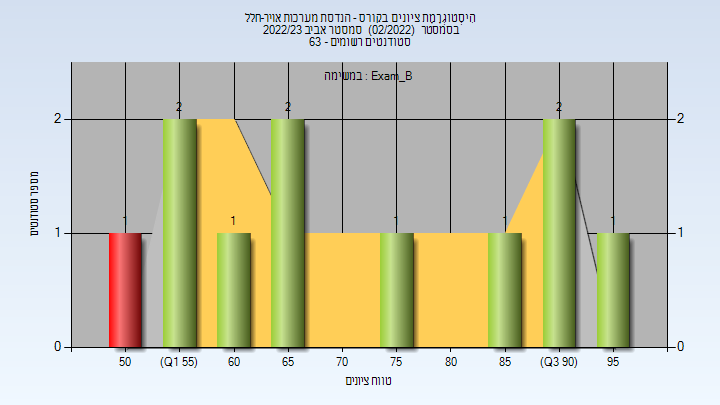 היסטוגרמת ציונים בקורס - הנדסת מערכות אויר-חלל
בסמסטר (02/2022) סמסטר אביב 2022/23
סטודנטים רשומים - 63
במשימה : Exam_B
2 2 2
1 1 1 1 1
2 2
1 1
0 0
מספר סטודנטים
50 (Q1 55) 60 65 70 75 80 85 (Q3 90) 95
טווח ציונים